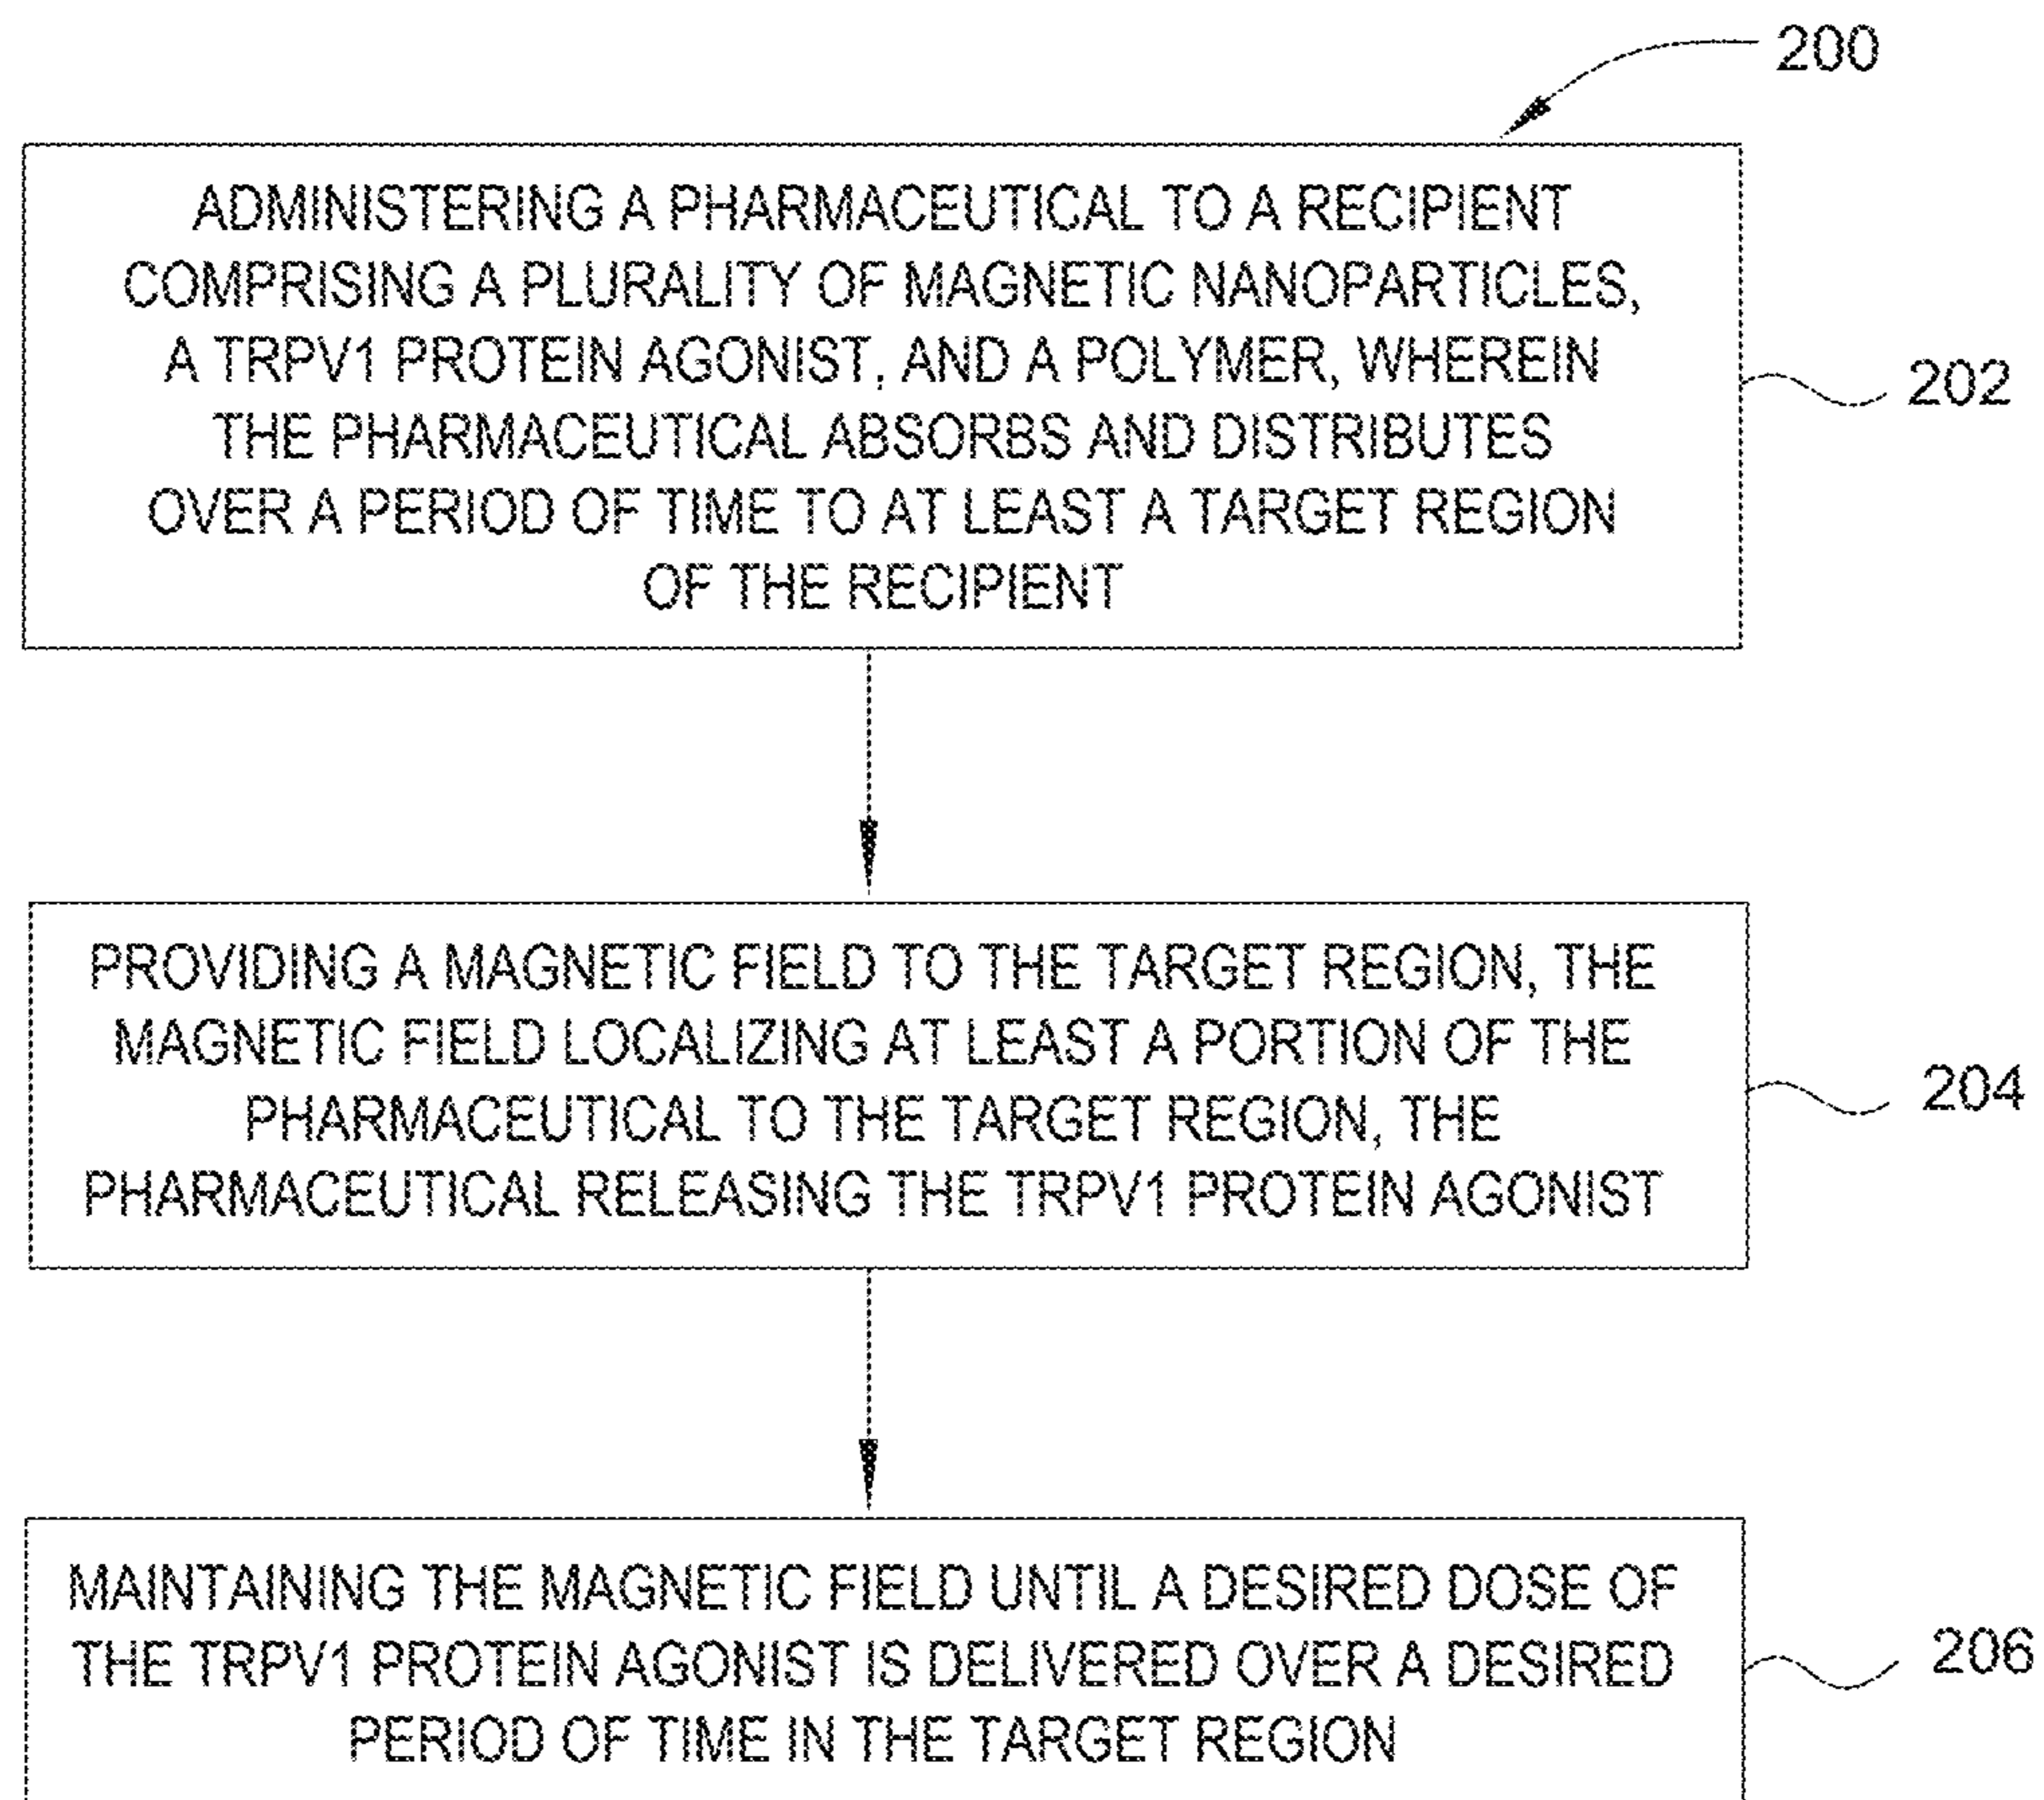 200
ADMINISTERING A PHARMACEUTICAL TO A RECIPIENT
COMPRISING A PLURALITY OF MAGNETIC NANOPARTICLES,
A TRPV1 PROTEIN AGONIST, AND A POLYMER, WHEREIN
THE PHARMACEUTICAL ABSORBS AND DISTRIBUTES
OVER A PERIOD OF TIME TO AT LEAST A TARGET REGION
OF THE RECIPIENT
202
PROVIDING A MAGNETIC FIELD TO THE TARGET REGION, THE
MAGNETIC FIELD LOCALIZING AT LEAST A PORTION OF THE
PHARMACEUTICAL TO THE TARGET REGION, THE
PHARMACEUTICAL RELEASING THE TRPV1 PROTEIN AGONIST
204
MAINTAINING THE MAGNETIC FIELD UNTIL A DESIRED DOSE OF
THE TRPV1 PROTEIN AGONIST IS DELIVERED OVER A DESIRED
PERIOD OF TIME IN THE TARGET REGION
206